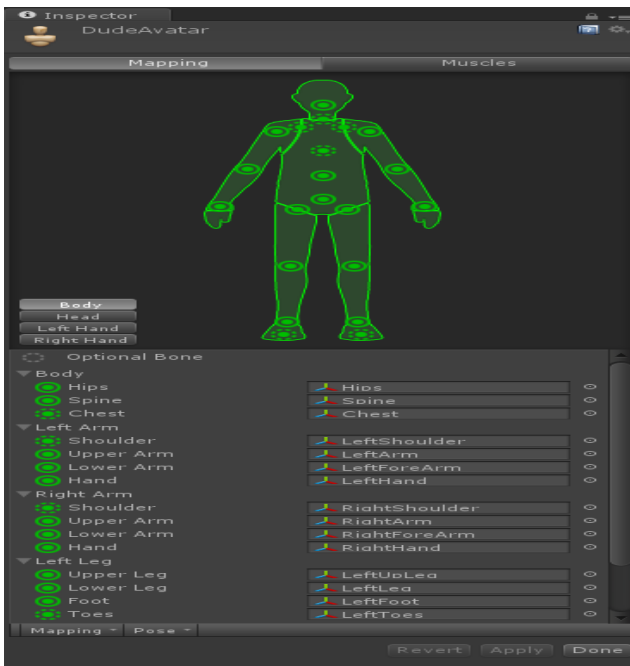 Inspector
DudeAvatar
Mapping Muscles
Body
Head
Left Hand
Right Hand
Optional Bone
Body
Hips Hips
Spine Spine
Chest Chest
Left Arm
Shoulder LeftShoulder
Upper Arm LeftArm
Lower Arm LeftForeArm
Hand LeftHand
Right Arm
Shoulder RightShoulder
Upper Arm RightArm
Lower Arm RightForeArm
Hand RightHand
Left Leg
Upper Leg LeftUpLeg
Lower Leg LeftLeg
Foot LeftFoot
Toes LeftToes
Mapping Pose
Revert Apply Done